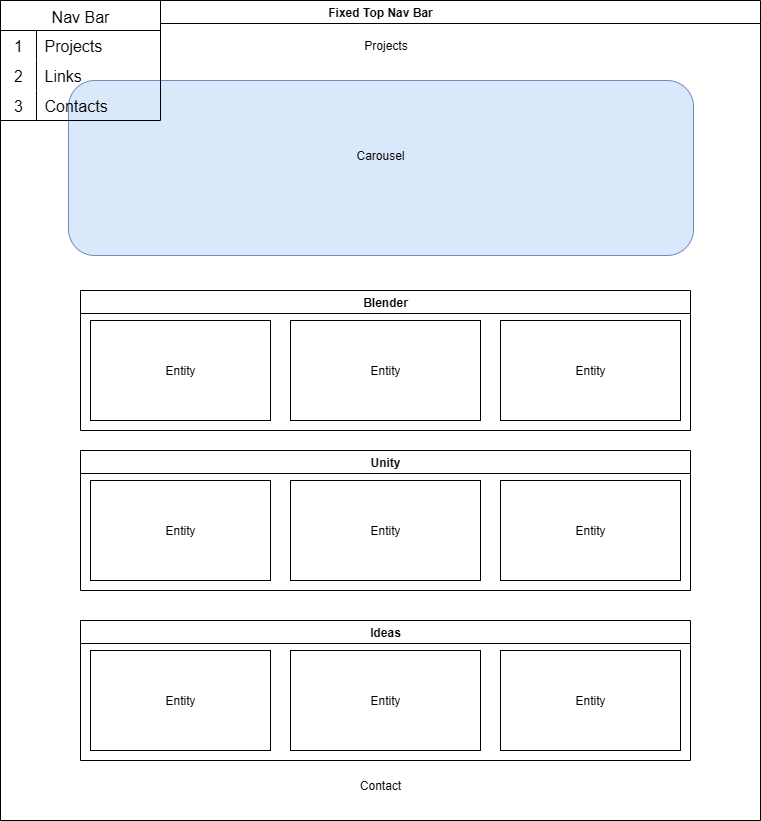 Nav Bar
Fixed Top Nav Bar
1 Projects
2 Links
3 Contacts
Projects
Carousel
Blender
Entity Entity Entity
Unity
Entity Entity Entity
Ideas
Entity Entity Entity
Contact